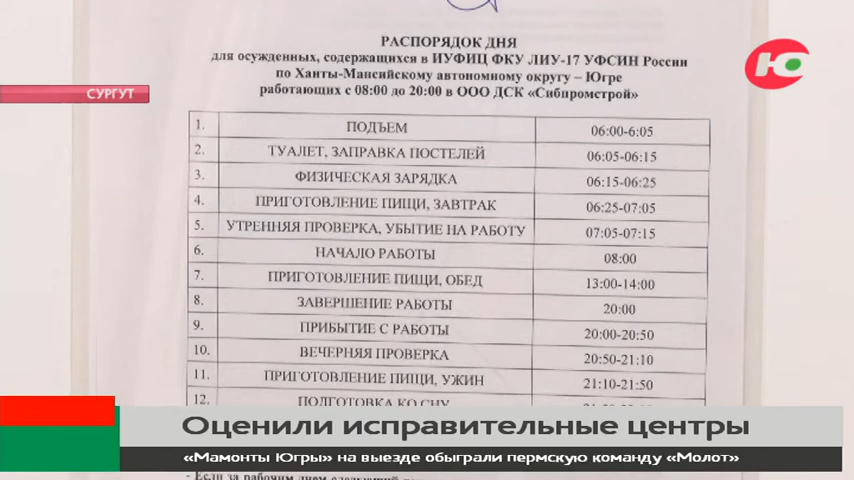 РАСПОРЯДОК ДНЯ
для осужденных, содержащихся в ИУФИЦ ФКУ ЛИУ-17 УФСИН России
по Ханты-Мансийскому автономному округу – Югре
работающих с 08:00 до 20:00 в ООО ДСК «Сибпромстрой»
Ю
СУРГУТ
1. ПОДЪЕМ 06:00-6:05
2. ТУАЛЕТ, ЗАПРАВКА ПОСТЕЛЕЙ 06:05-06:15
3. ФИЗИЧЕСКАЯ ЗАРЯДКА 06:15-06:25
4. ПРИГОТОВЛЕНИЕ ПИЩИ, ЗАВТРАК 06:25-07:05
5. УТРЕННЯЯ ПРОВЕРКА, УБЫТИЕ НА РАБОТУ 07:05-07:15
6. НАЧАЛО РАБОТЫ 08:00
7. ПРИГОТОВЛЕНИЕ ПИЩИ, ОБЕД 13:00-14:00
8. ЗАВЕРШЕНИЕ РАБОТЫ 20:00
9. ПРИБЫТИЕ С РАБОТЫ 20:00-20:50
10. ВЕЧЕРНЯЯ ПРОВЕРКА 20:50-21:10
11. ПРИГОТОВЛЕНИЕ ПИЩИ, УЖИН 21:10-21:50
12. ПОДГОТОВКА КО СНУ
Оценили исправительные центры
«Мамонты Югры» на выезде обыграли пермскую команду «Молот»
- Если за рабочим днем